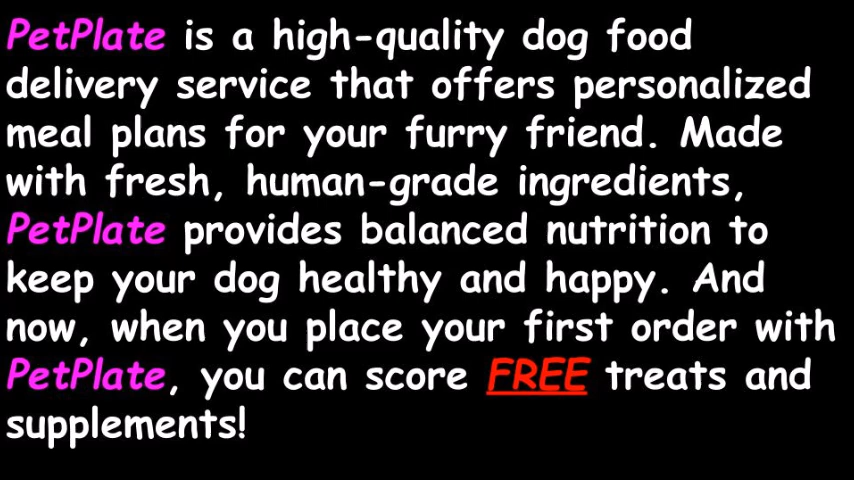 PetPlate is a high-quality dog food
delivery service that offers personalized
meal plans for your furry friend. Made
with fresh, human-grade ingredients,
PetPlate provides balanced nutrition to
keep your dog healthy and happy. And
now, when you place your first order with
PetPlate, you can score FREE treats and
supplements!